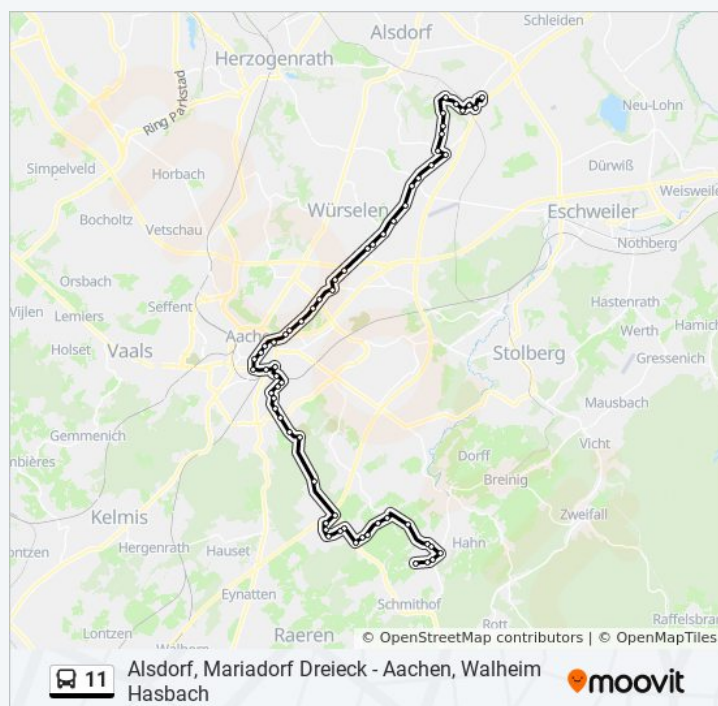 Schleiden
Alsdorf
Herzogenrath
Ring Parkstad
Neu-Lohn
Simpelveld
Horbach
Dürwiß
Weisweiler
Würselen
Bocholtz
Vetschau
Eschweiler
Nothberg
Orsbach
Seffent
Hastenrath
Vijlen
Lemiers
Hamich
Aachen
Werth
Holset
Vaals
Stolberg
Gressenich
Mausbach
Gemmenich
Vicht
Dorff
Breinig
Kelmis
Zweifall
Hahn
Hergenrath
Hauset
Eynatten
Schmithof
Lontzen
Rott
Raffelsbran
Raeren
© OpenStreetMap contributors | © OpenMapTiles
11
Alsdorf, Mariadorf Dreieck - Aachen, Walheim
Hasbach
moovit